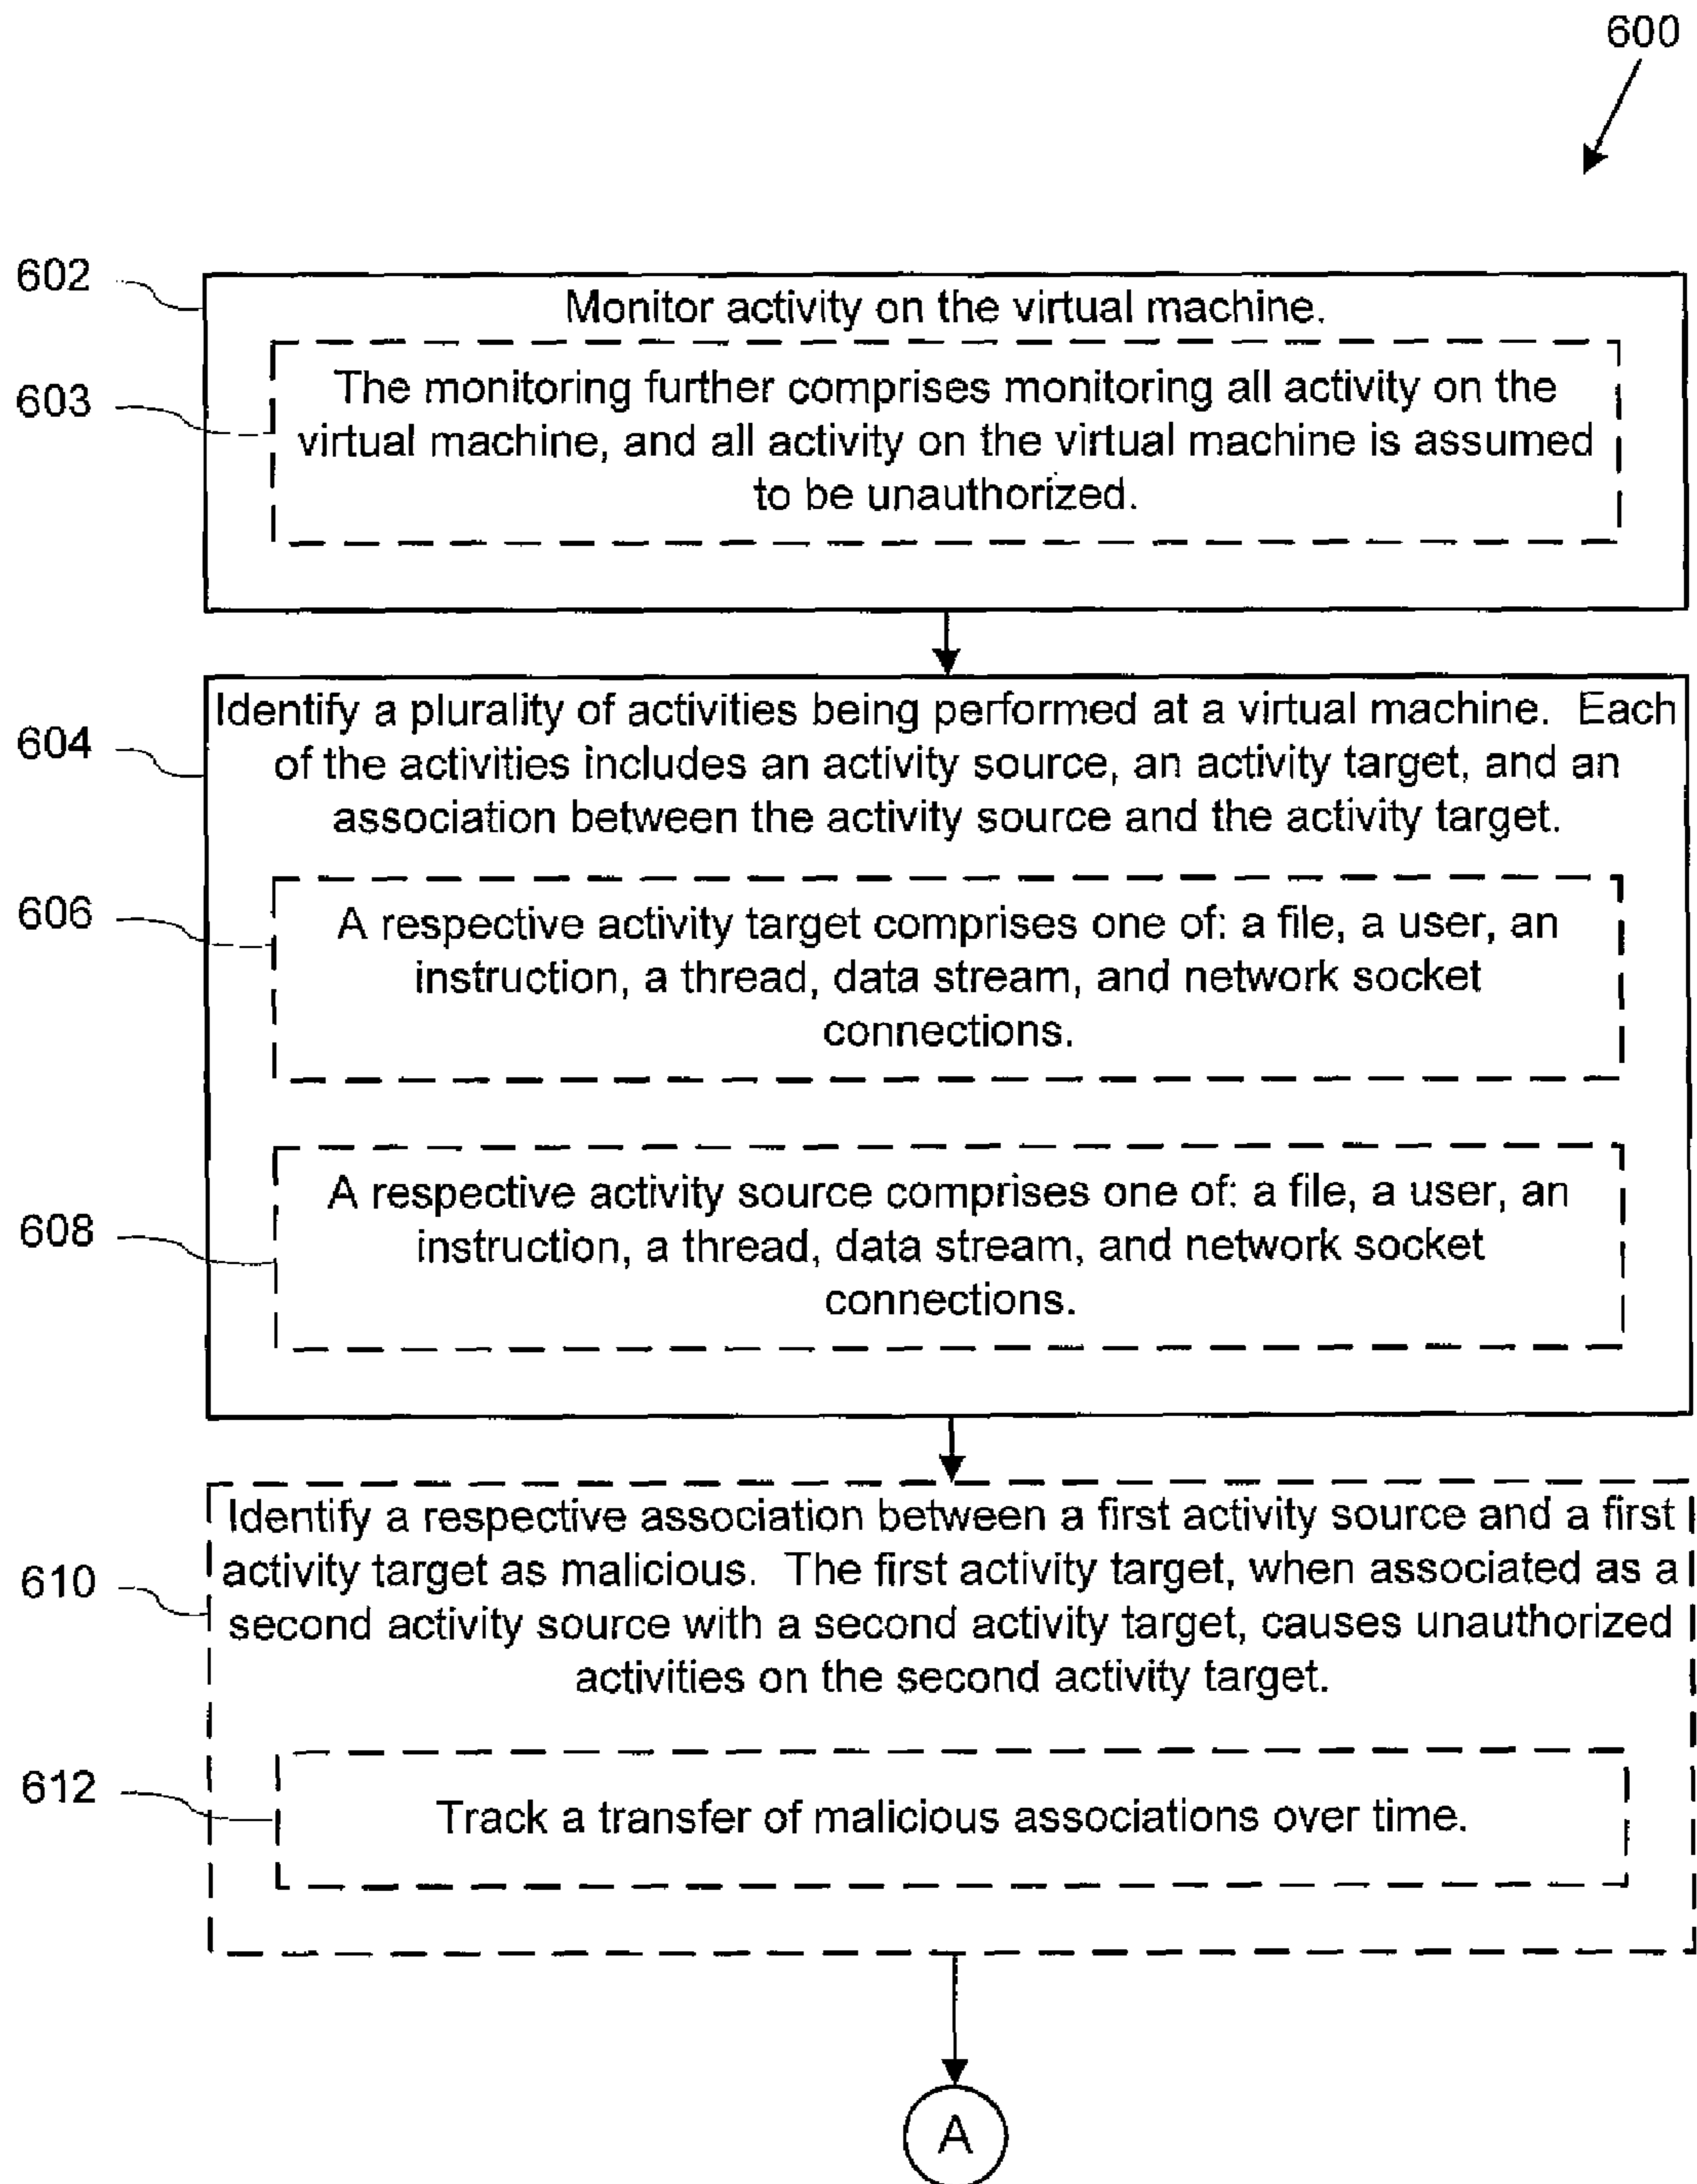 600
602
Monitor activity on the virtual machine.
603
The monitoring further comprises monitoring all activity on the
virtual machine, and all activity on the virtual machine is assumed
to be unauthorized.
604
Identify a plurality of activities being performed at a virtual machine. Each
of the activities includes an activity source, an activity target, and an
association between the activity source and the activity target.
606
A respective activity target comprises one of: a file, a user, an
instruction, a thread, data stream, and network socket
connections.
608
A respective activity source comprises one of: a file, a user, an
instruction, a thread, data stream, and network socket
connections.
610
Identify a respective association between a first activity source and a first
activity target as malicious. The first activity target, when associated as a
second activity source with a second activity target, causes unauthorized
activities on the second activity target.
612
Track a transfer of malicious associations over time.
A